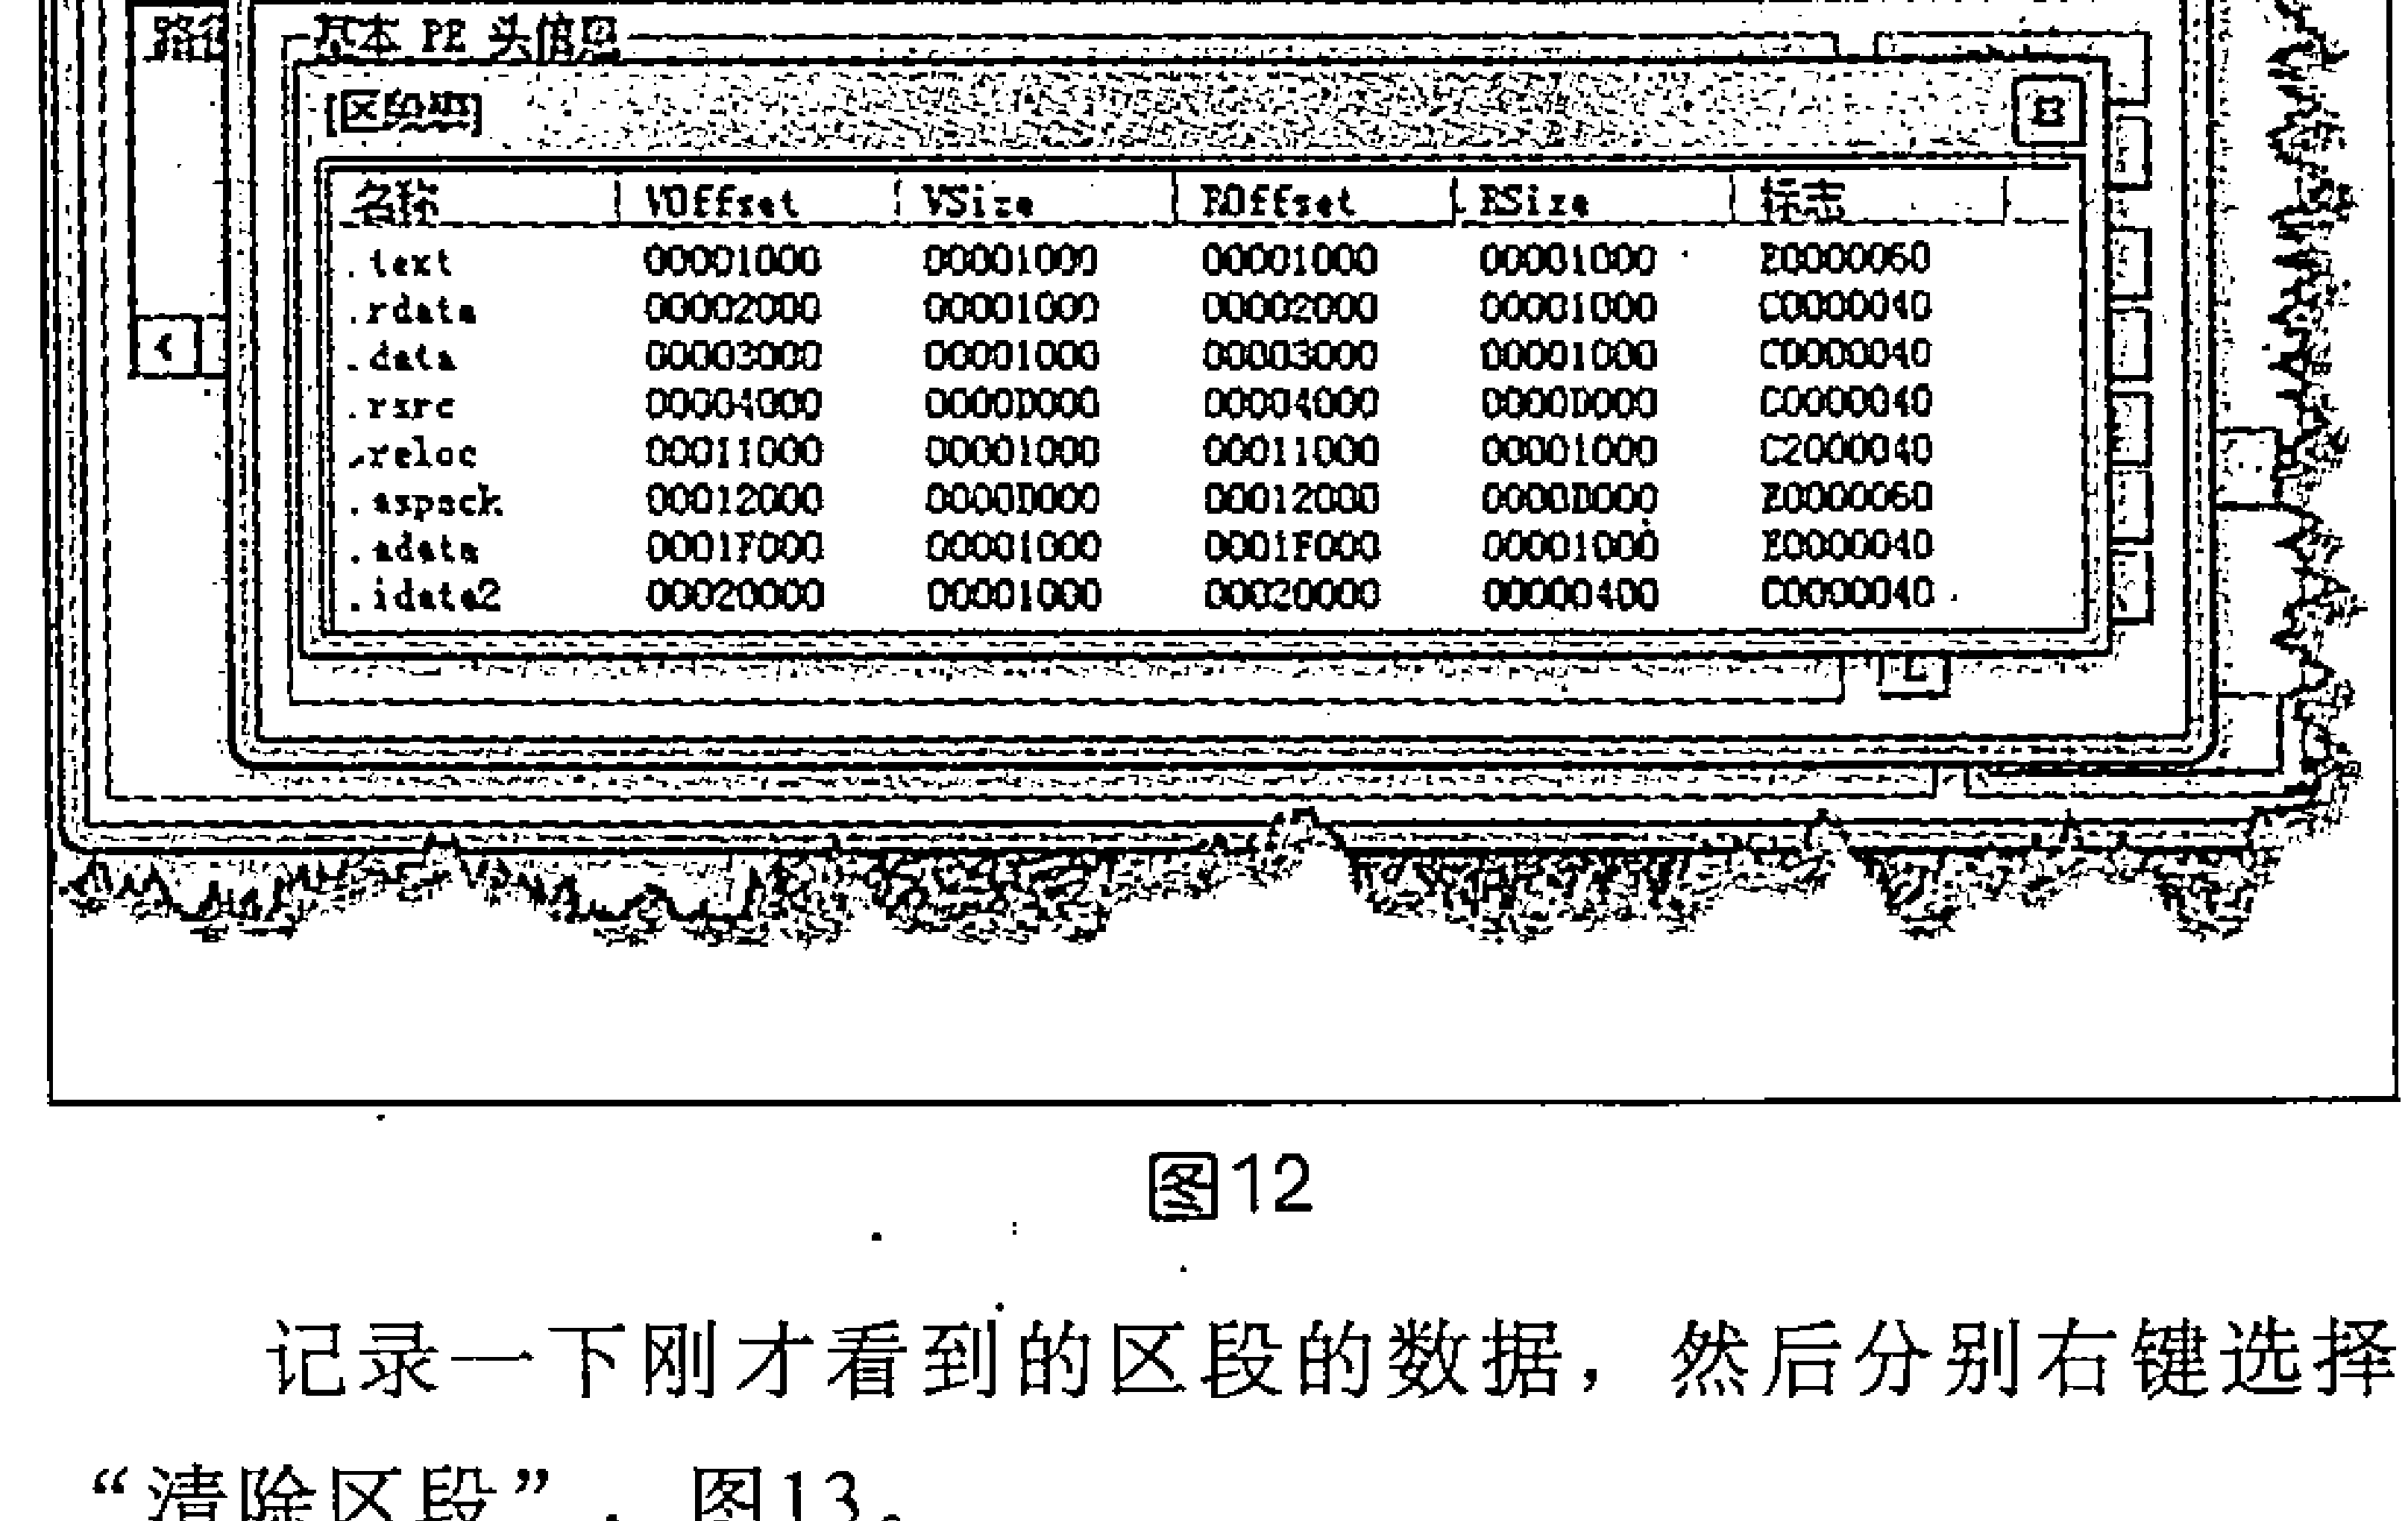 路径
基本 PE 头信息
[区段表]
名称 VOffset VSize ROffset RSize 标志
.text 00001000 00001000 00001000 00001000 E0000060
.rdata 00002000 00001000 00002000 00001000 C0000040
.data 00003000 00001000 00003000 00001000 C0000040
.rsrc 00004000 0000D000 00004000 0000D000 C0000040
.reloc 00011000 00001000 00011000 00001000 C2000040
.aspack 00012000 0000D000 00012000 0000D000 E0000060
.adata 0001F000 00001000 0001F000 00001000 E0000040
.idata2 00020000 00001000 00020000 00000400 C0000040
图12
记录一下刚才看到的区段的数据，然后分别右键选择
“清除区段”，图13。